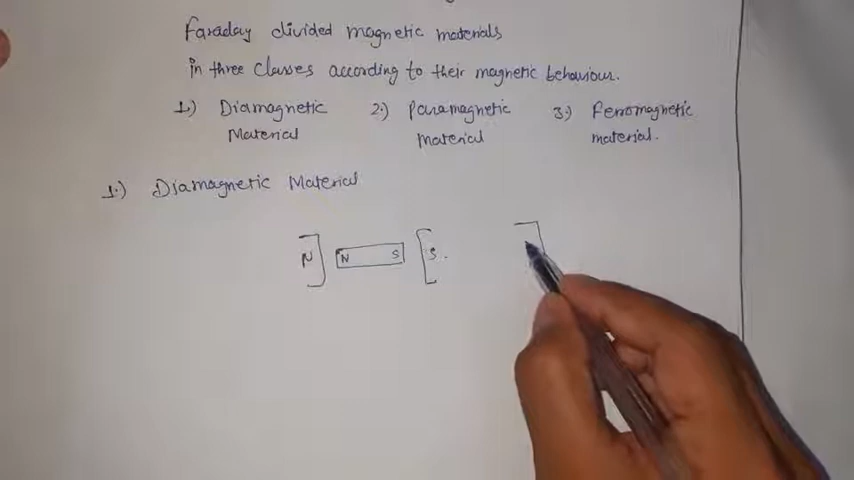 Faraday divided magnetic materials
in three classes according to their magnetic behaviour.
1.) Diamagnetic Material 2.) Paramagnetic material 3.) Ferromagnetic material.
1.) Diamagnetic Material
N N S S.